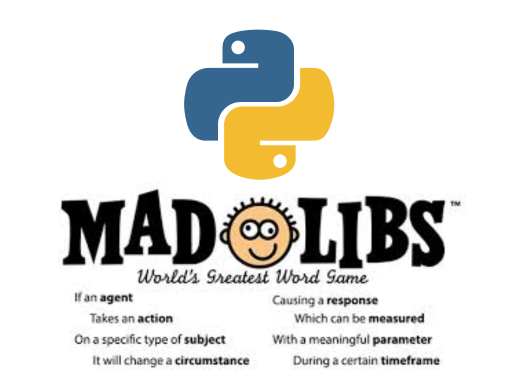 MAD LIBS™
World's Greatest Word Game
If an agent
Takes an action
On a specific type of subject
It will change a circumstance
Causing a response
Which can be measured
With a meaningful parameter
During a certain timeframe